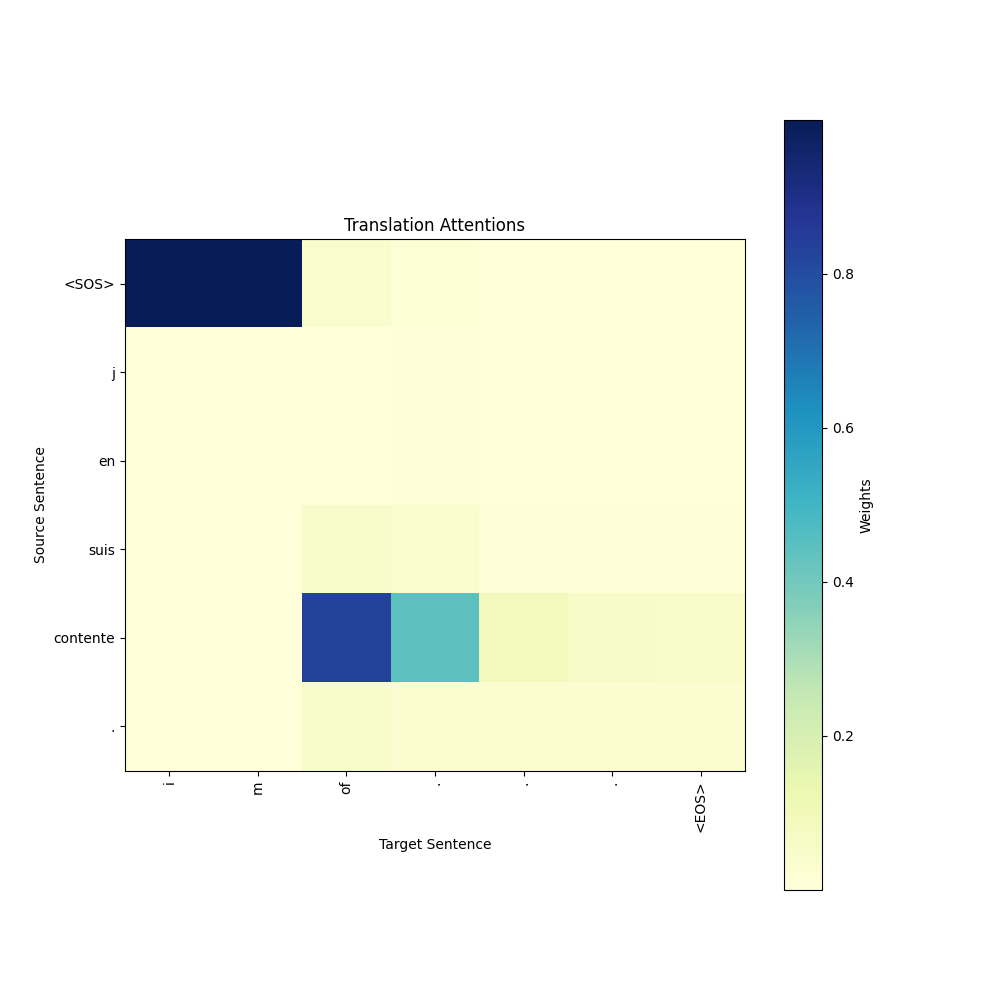 Translation Attentions
<SOS>
j
en
suis
contente
.
Source Sentence
i
m
of
.
.
.
<EOS>
Target Sentence
0.8
0.6
0.4
0.2
Weights